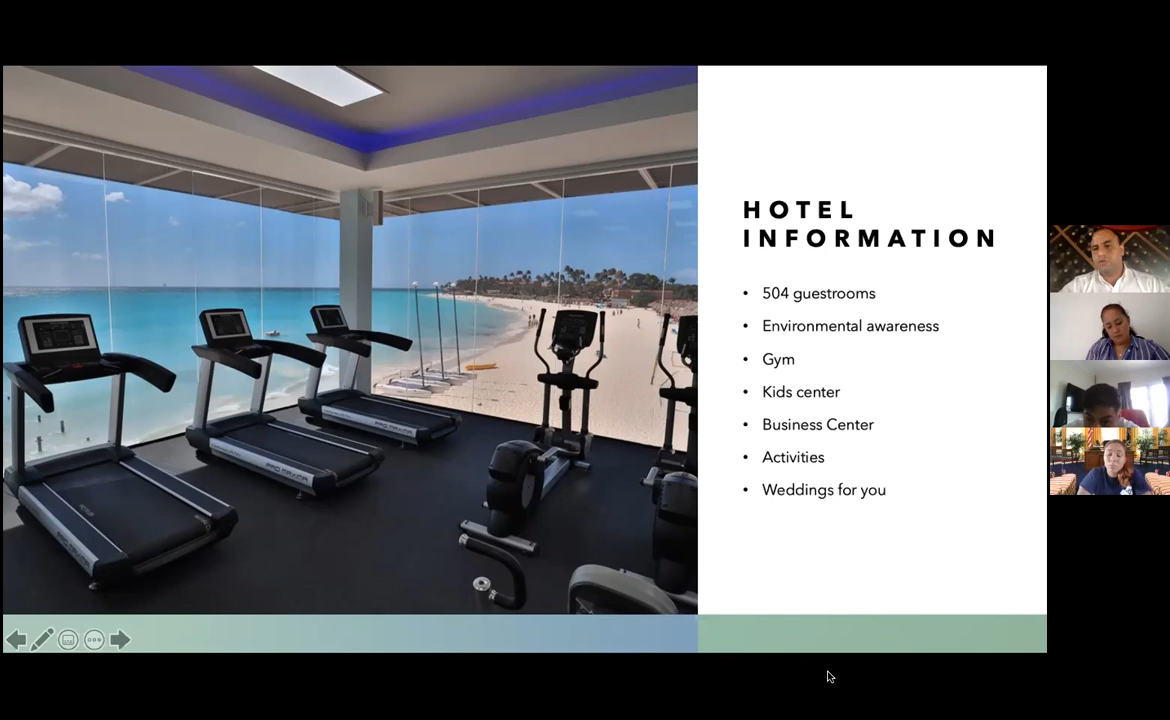 HOTEL
INFORMATION
• 504 guestrooms
• Environmental awareness
• Gym
• Kids center
• Business Center
• Activities
• Weddings for you